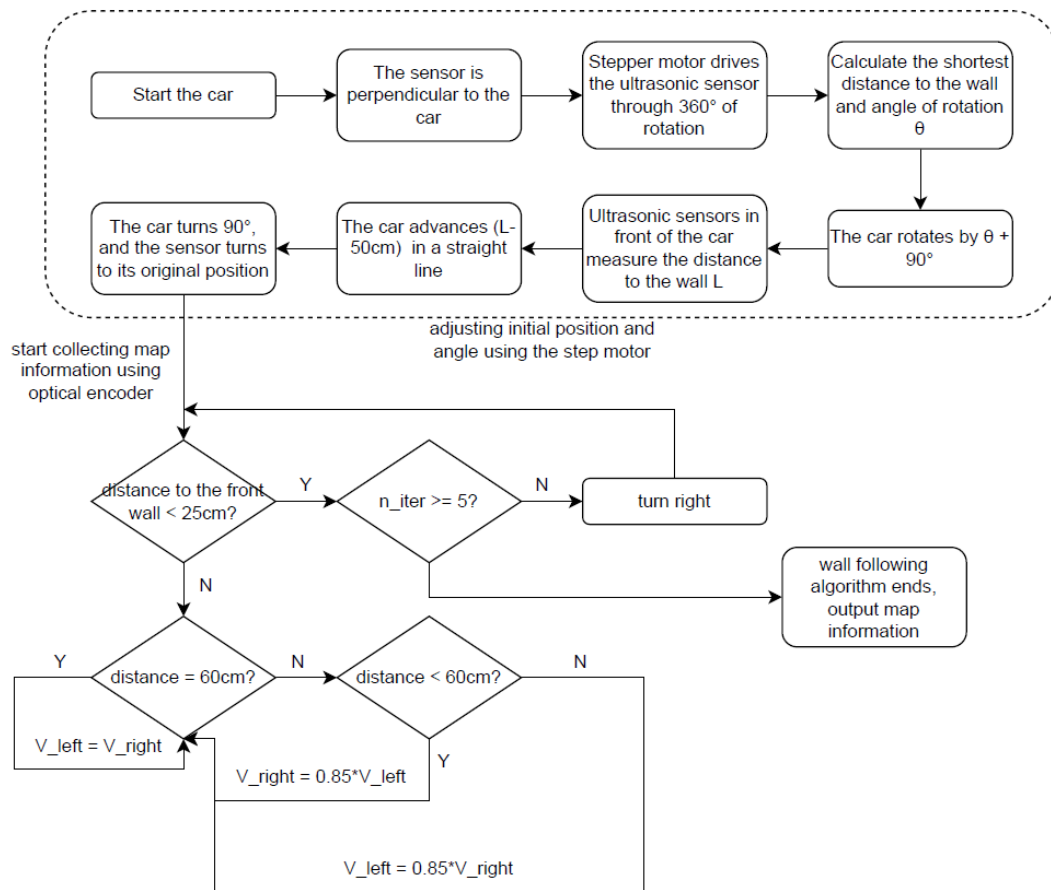 Start the car
The sensor is
perpendicular to the
car
Stepper motor drives
the ultrasonic sensor
through 360° of
rotation
Calculate the shortest
distance to the wall
and angle of rotation
θ
The car turns 90°,
and the sensor turns
to its original position
The car advances (L-
50cm) in a straight
line
Ultrasonic sensors in
front of the car
measure the distance
to the wall L
The car rotates by θ +
90°
adjusting initial position and
angle using the step motor
start collecting map
information using
optical encoder
distance to the front
wall < 25cm?
Y
n_iter >= 5?
N
turn right
N
wall following
algorithm ends,
output map
information
Y
distance = 60cm?
N
distance < 60cm?
N
V_left = V_right
V_right = 0.85*V_left
Y
V_left = 0.85*V_right